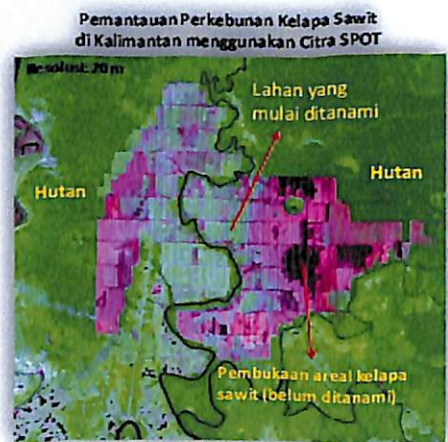 Pemantauan Perkebunan Kelapa Sawit
di Kalimantan menggunakan Citra SPOT
Resolusi: 20 m
Lahan yang
mulai ditanami
Hutan
Hutan
Pembukaan areal kelapa
sawit (belum ditanami)